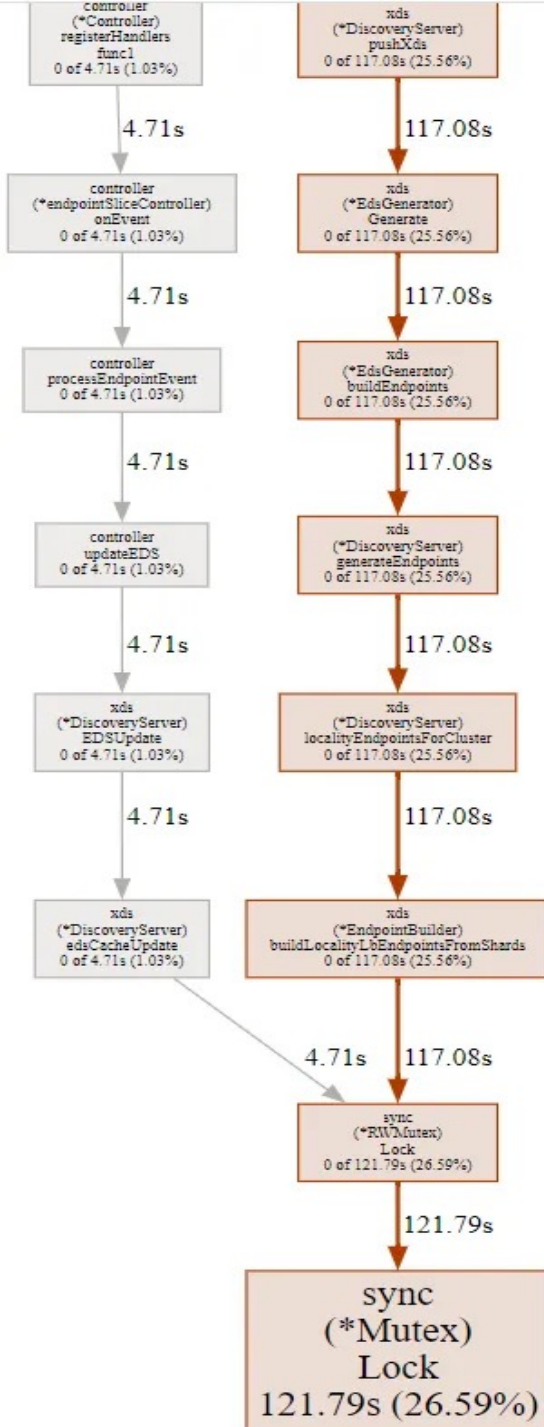 controller
(*Controller)
registerHandlers
func1
0 of 4.71s (1.03%)
xds
(*DiscoveryServer)
pushXds
0 of 117.08s (25.56%)
4.71s
117.08s
controller
(*endpointSliceController)
onEvent
0 of 4.71s (1.03%)
xds
(*EdsGenerator)
Generate
0 of 117.08s (25.56%)
4.71s
117.08s
controller
processEndpointEvent
0 of 4.71s (1.03%)
xds
(*EdsGenerator)
buildEndpoints
0 of 117.08s (25.56%)
4.71s
117.08s
controller
updateEDS
0 of 4.71s (1.03%)
xds
(*DiscoveryServer)
generateEndpoints
0 of 117.08s (25.56%)
4.71s
117.08s
xds
(*DiscoveryServer)
EDSUpdate
0 of 4.71s (1.03%)
xds
(*DiscoveryServer)
localityEndpointsForCluster
0 of 117.08s (25.56%)
4.71s
117.08s
xds
(*DiscoveryServer)
edsCacheUpdate
0 of 4.71s (1.03%)
xds
(*EndpointBuilder)
buildLocalityLbEndpointsFromShards
0 of 117.08s (25.56%)
4.71s
117.08s
sync
(*RWMutex)
Lock
0 of 121.79s (26.59%)
121.79s
sync
(*Mutex)
Lock
121.79s (26.59%)